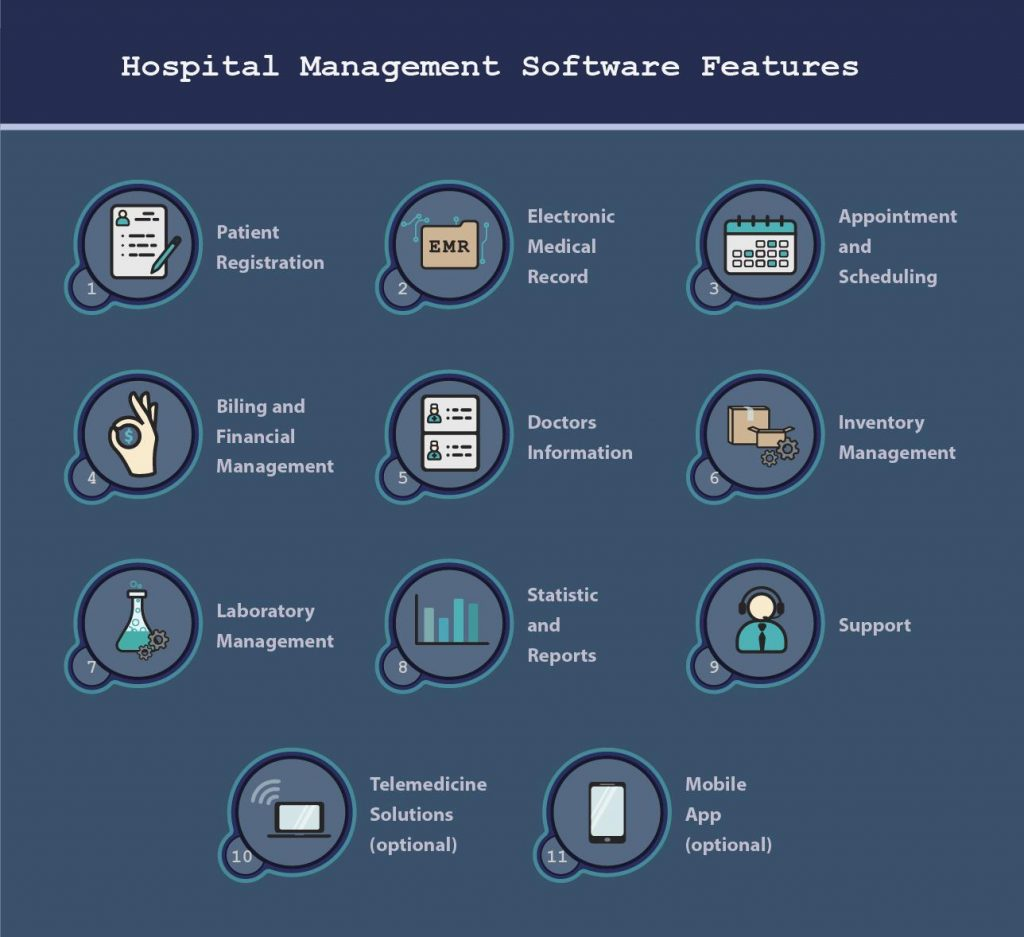 Hospital Management Software Features
1
Patient
Registration
2
EMR
Electronic
Medical
Record
3
Appointment
and
Scheduling
4
$
Biling and
Financial
Management
5
Doctors
Information
6
Inventory
Management
7
Laboratory
Management
8
Statistic
and
Reports
9
Support
10
Telemedicine
Solutions
(optional)
11
Mobile
App
(optional)